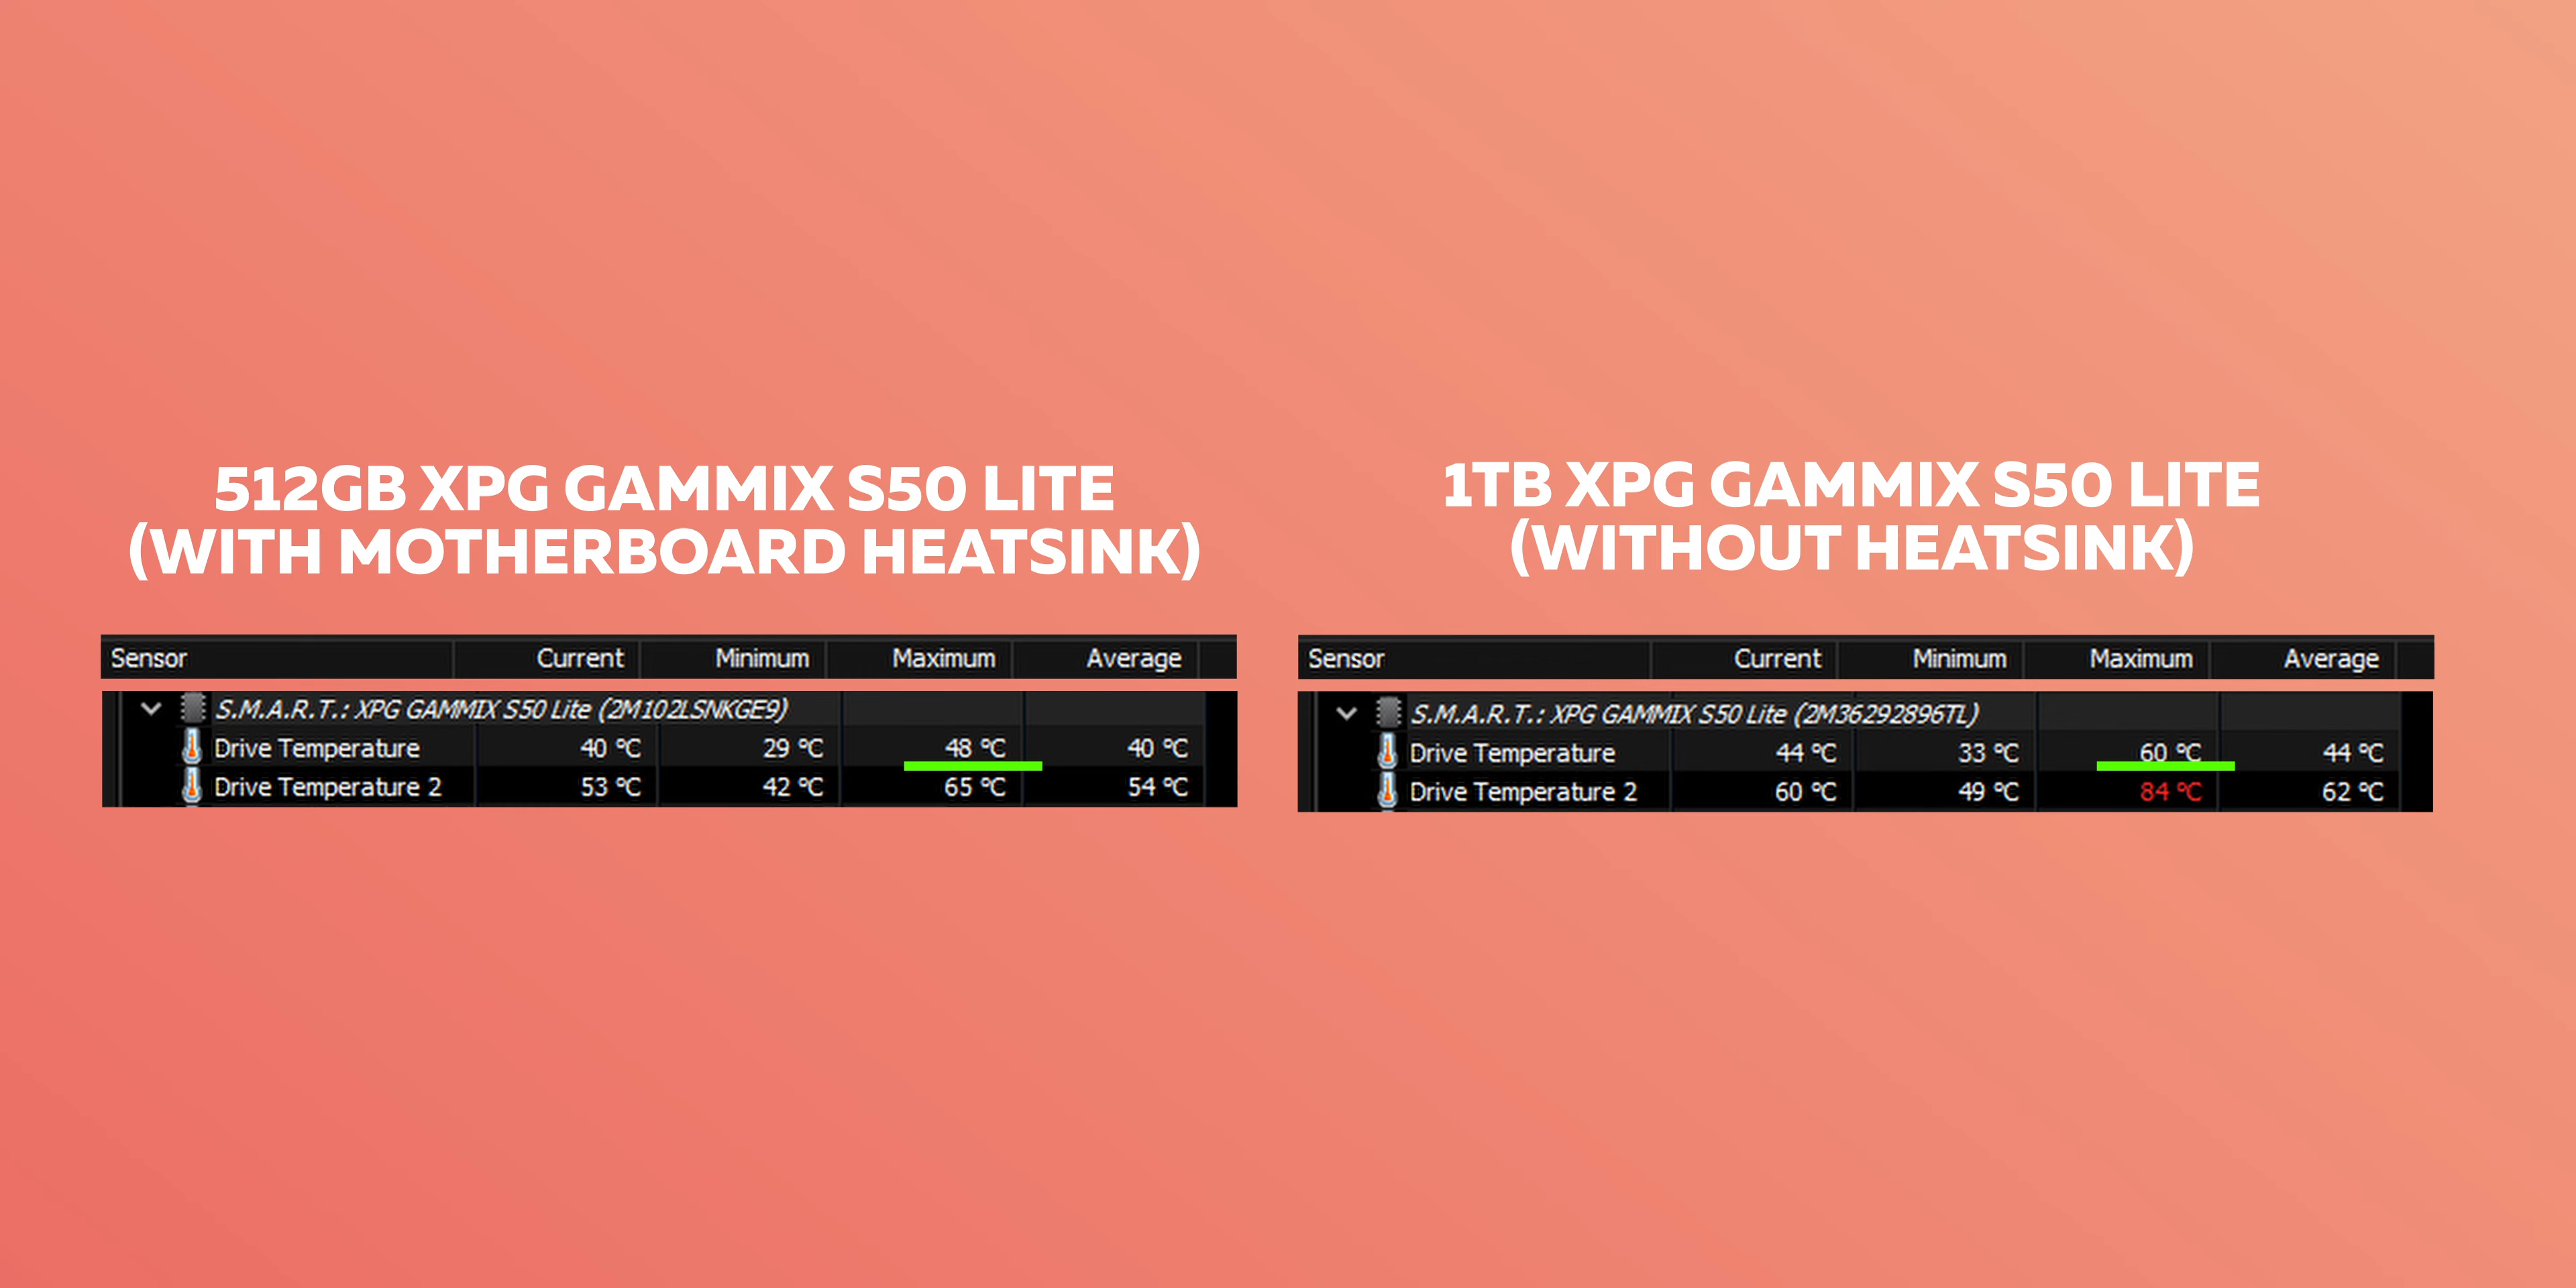 512GB XPG GAMMIX S50 LITE
(WITH MOTHERBOARD HEATSINK)
Sensor Current Minimum Maximum Average
S.M.A.R.T.: XPG GAMMIX S50 Lite (2M102LSNKGE9)
Drive Temperature 40 °C 29 °C 48 °C 40 °C
Drive Temperature 2 53 °C 42 °C 65 °C 54 °C
1TB XPG GAMMIX S50 LITE
(WITHOUT HEATSINK)
Sensor Current Minimum Maximum Average
S.M.A.R.T.: XPG GAMMIX S50 Lite (2M36292896TL)
Drive Temperature 44 °C 33 °C 60 °C 44 °C
Drive Temperature 2 60 °C 49 °C 84 °C 62 °C